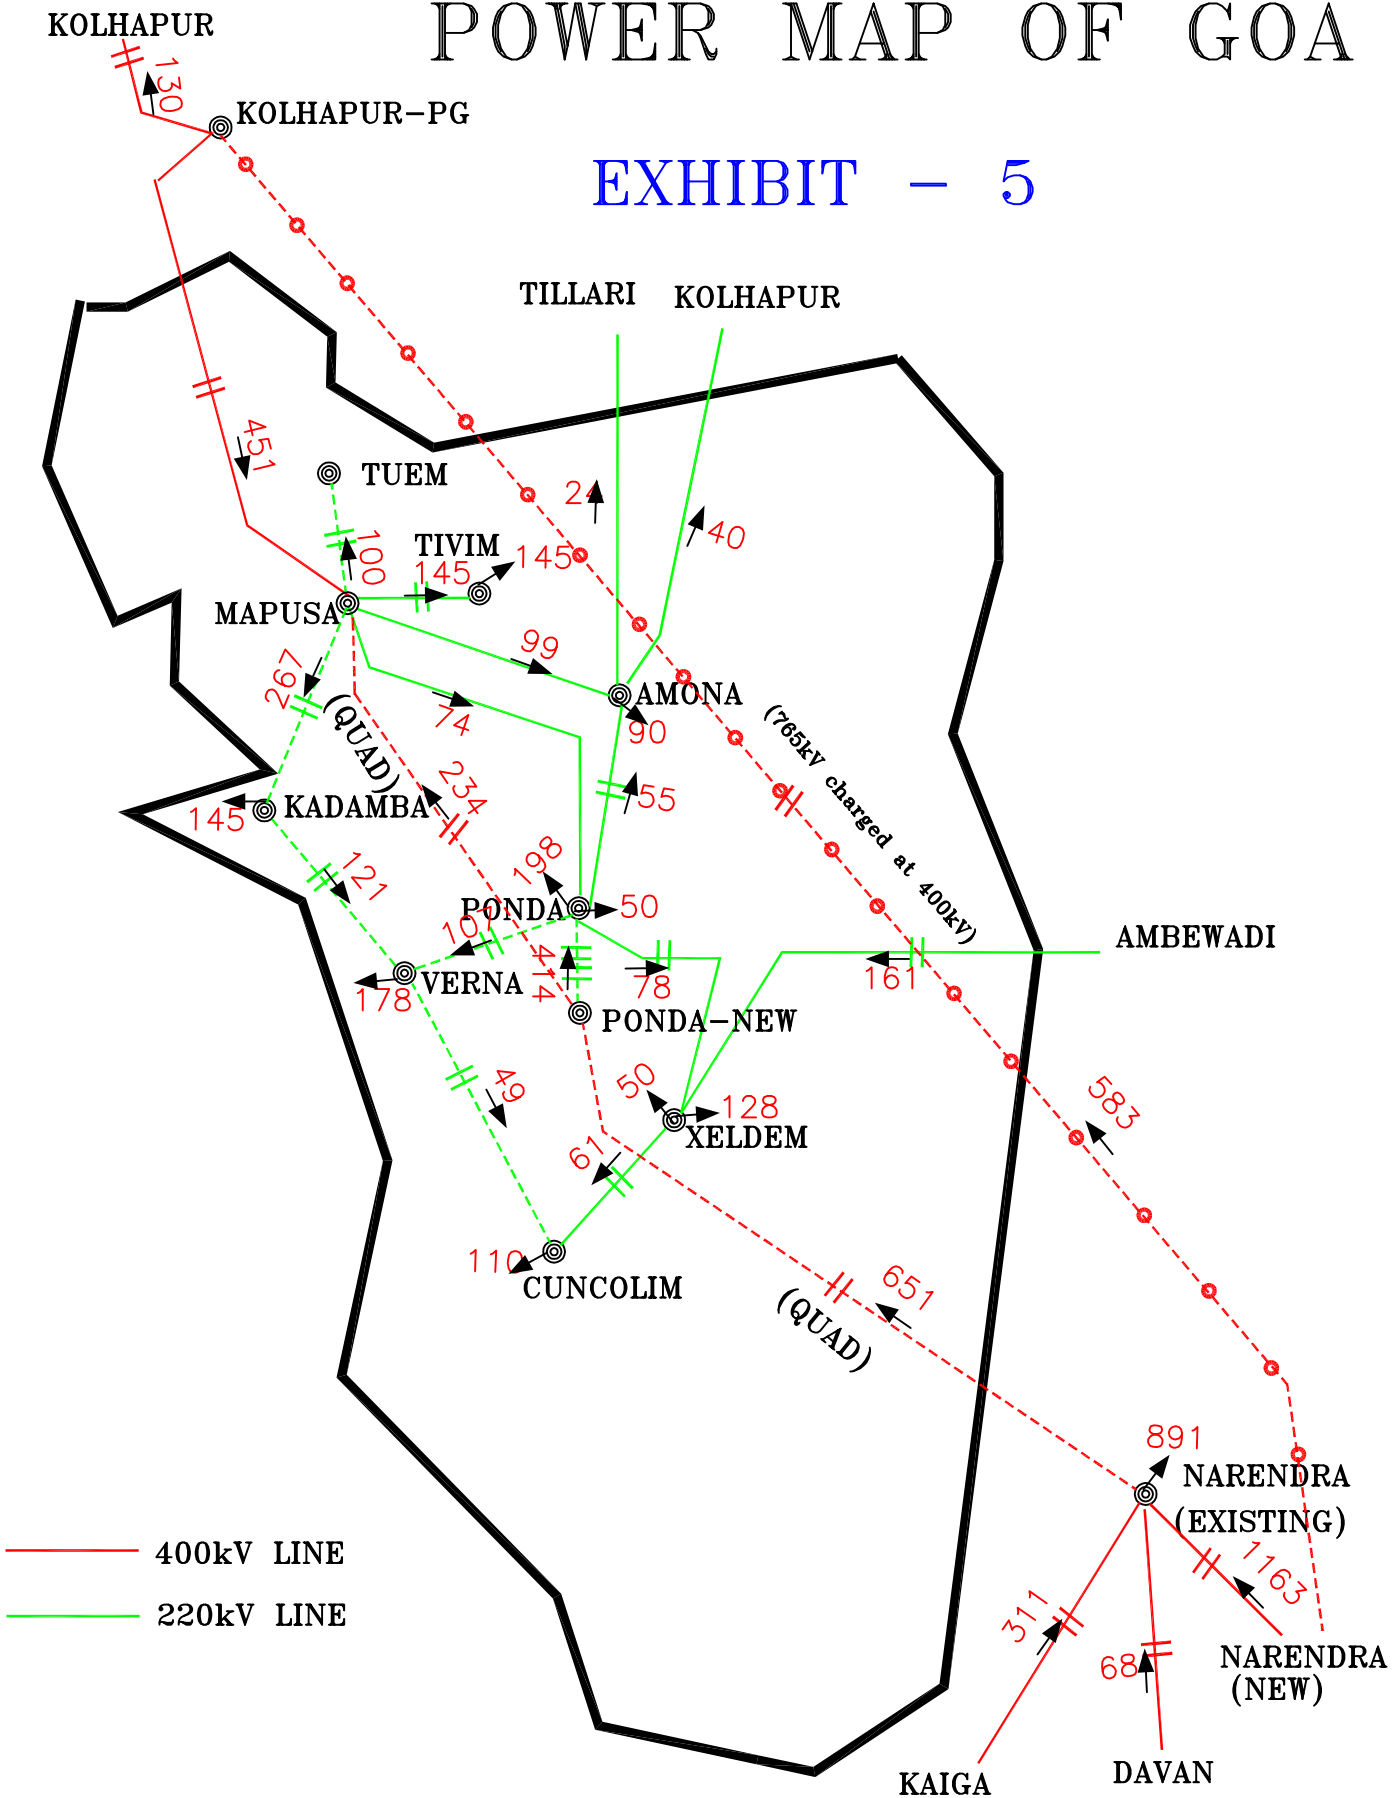 POWER MAP OF GOA
KOLHAPUR
130
KOLHAPUR-PG
EXHIBIT - 5
TILLARI
KOLHAPUR
451
TUEM
24
40
100
TIVIM
145
145
MAPUSA
99
267
(QUAD)
74
AMONA
90
(765kV charged at 400kV)
234
55
KADAMBA
145
121
198
PONDA
50
107
414
78
AMBEWADI
161
VERNA
178
PONDA-NEW
49
50
128
XELDEM
583
61
110
CUNCOLIM
651
(QUAD)
891
NARENDRA
(EXISTING)
400kV LINE
1163
220kV LINE
311
68
NARENDRA
(NEW)
DAVAN
KAIGA